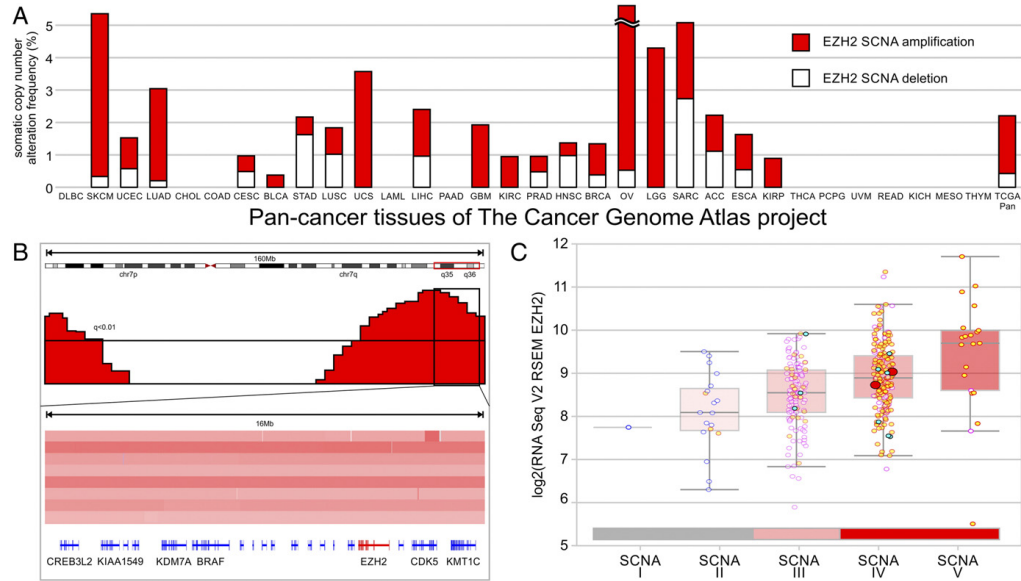 A
somatic copy number
alteration frequency (%)
5
4
3
2
1
0
EZH2 SCNA amplification
EZH2 SCNA deletion
DLBC SKCM UCEC LUAD CHOL COAD CESC BLCA STAD LUSC UCS LAML LIHC PAAD GBM KIRC PRAD HNSC BRCA OV LGG SARC ACC ESCA KIRP THCA PCPG UVM READ KICH MESO THYM TCGA
Pan
Pan-cancer tissues of The Cancer Genome Atlas project
B
160Mb
chr7p chr7q q35 q36
q<0.01
16Mb
CREB3L2 KIAA1549 KDM7A BRAF EZH2 CDK5 KMT1C
C
log2(RNA Seq V2 RSEM EZH2)
12
11
10
9
8
7
6
5
SCNA SCNA SCNA SCNA SCNA
I II III IV V